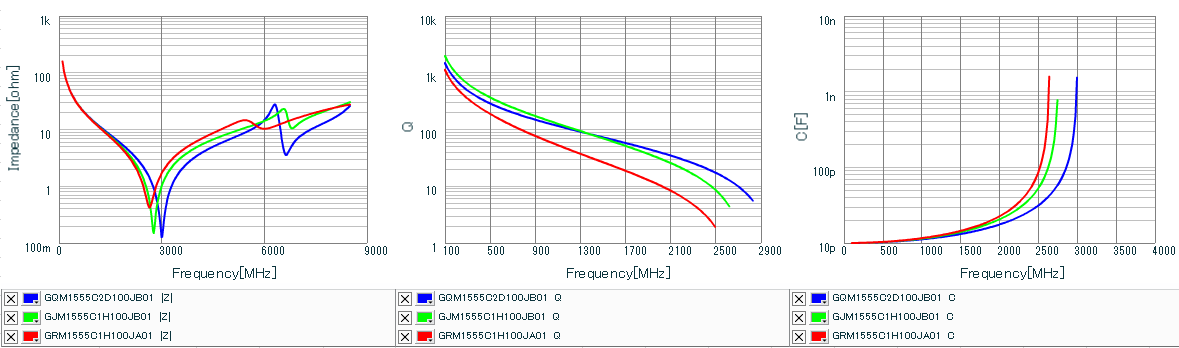 1k
100
10
1
100m
Impedance[ohm]
0
3000
6000
9000
Frequency[MHz]
GQM1555C2D100JB01 |Z|
GJM1555C1H100JB01 |Z|
GRM1555C1H100JA01 |Z|
10k
1k
100
10
1
Q
100
500
900
1300
1700
2100
2500
2900
Frequency[MHz]
GQM1555C2D100JB01 Q
GJM1555C1H100JB01 Q
GRM1555C1H100JA01 Q
10n
1n
100p
10p
C[F]
0
500
1000
1500
2000
2500
3000
3500
4000
Frequency[MHz]
GQM1555C2D100JB01 C
GJM1555C1H100JB01 C
GRM1555C1H100JA01 C